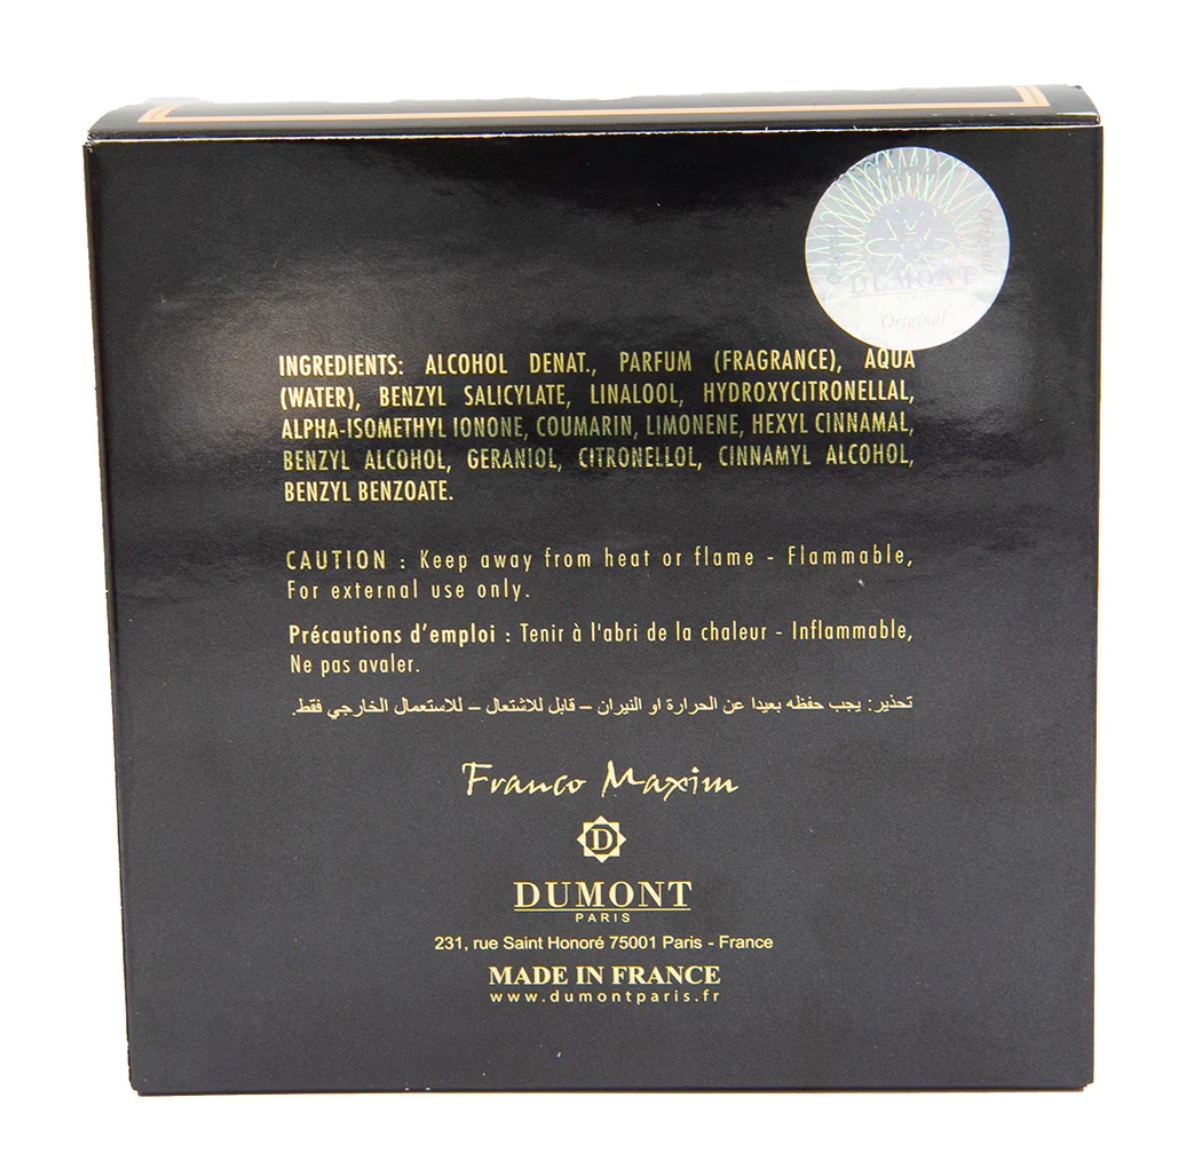 DUMONT
PARIS
Original
INGREDIENTS: ALCOHOL DENAT., PARFUM (FRAGRANCE), AQUA
(WATER), BENZYL SALICYLATE, LINALOOL, HYDROXYCITRONELLAL,
ALPHA-ISOMETHYL IONONE, COUMARIN, LIMONENE, HEXYL CINNAMAL,
BENZYL ALCOHOL, GERANIOL, CITRONELLOL, CINNAMYL ALCOHOL,
BENZYL BENZOATE.
CAUTION : Keep away from heat or flame - Flammable,
For external use only.
Précautions d'emploi : Tenir à l'abri de la chaleur - Inflammable,
Ne pas avaler.
تحذير: يجب حفظه بعيدا عن الحرارة او النيران – قابل للاشتعال – للاستعمال الخارجي فقط.
Franco Maxim
D
DUMONT
PARIS
231, rue Saint Honoré 75001 Paris - France
MADE IN FRANCE
www.dumontparis.fr